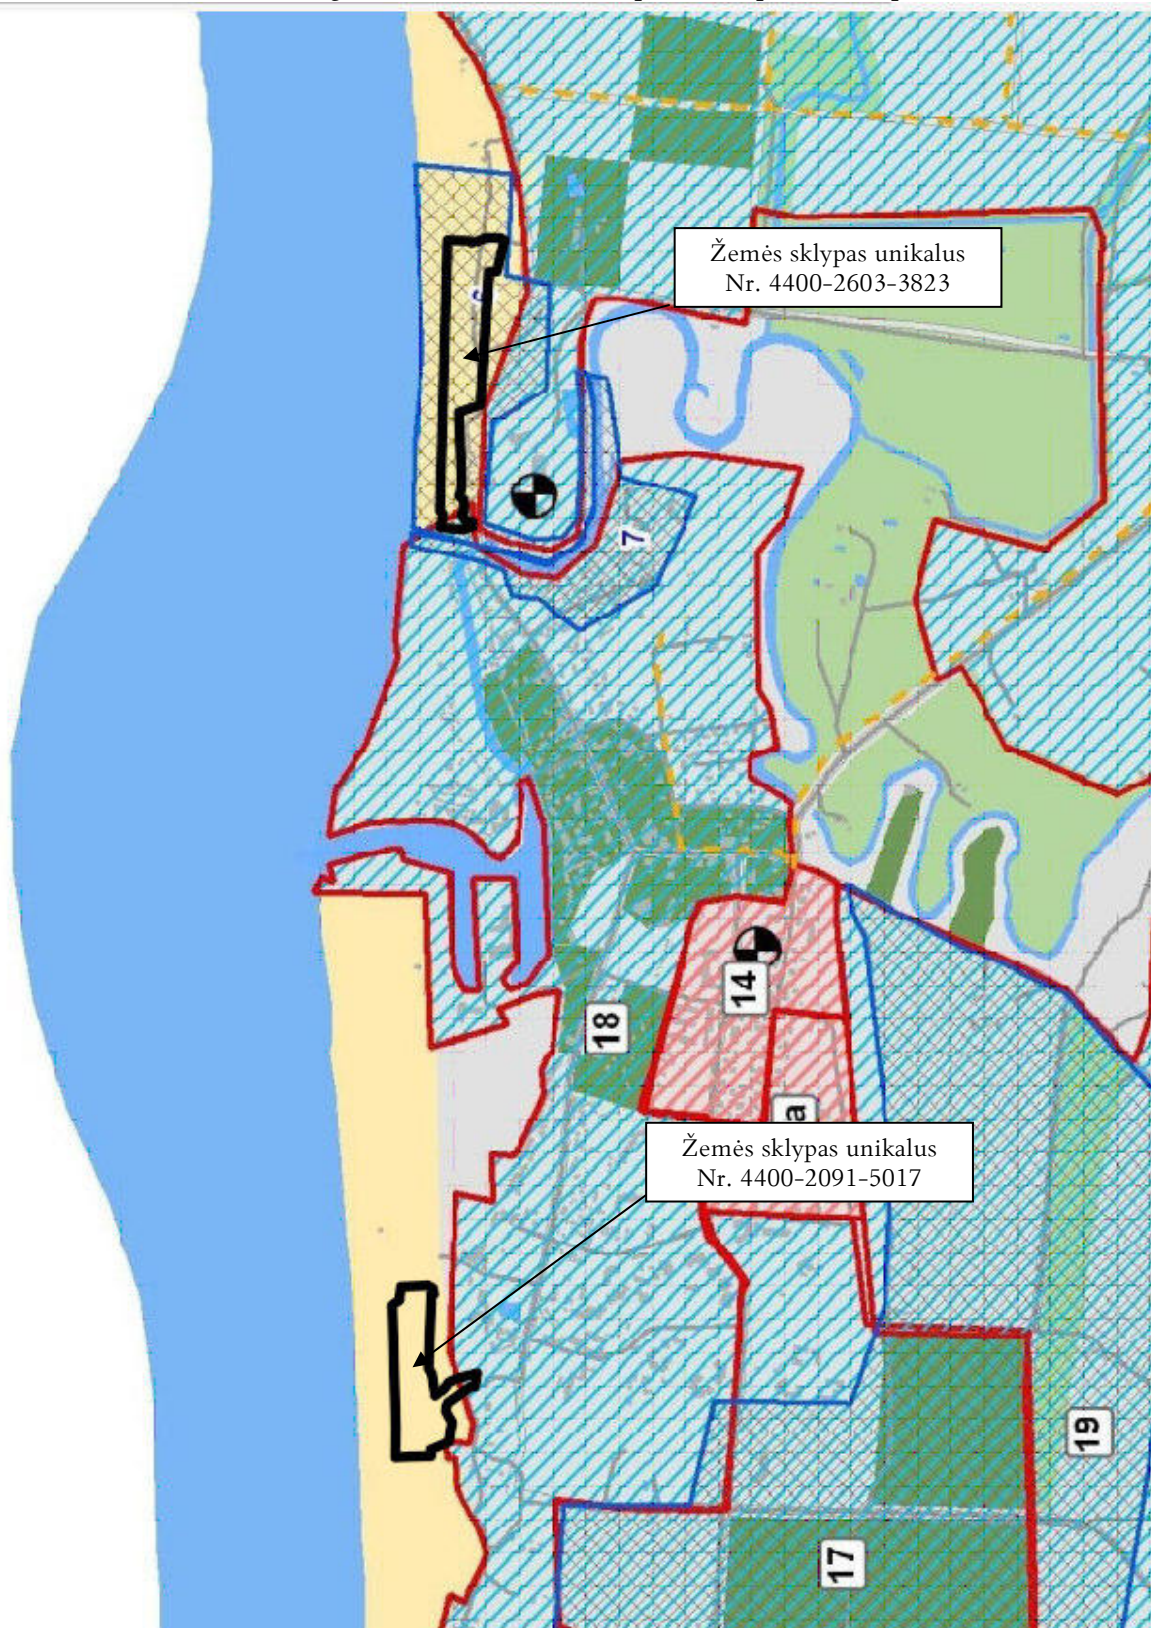 Žemės sklypas unikalus
Nr. 4400-2603-3823
7
14
18
a
Žemės sklypas unikalus
Nr. 4400-2091-5017
19
17